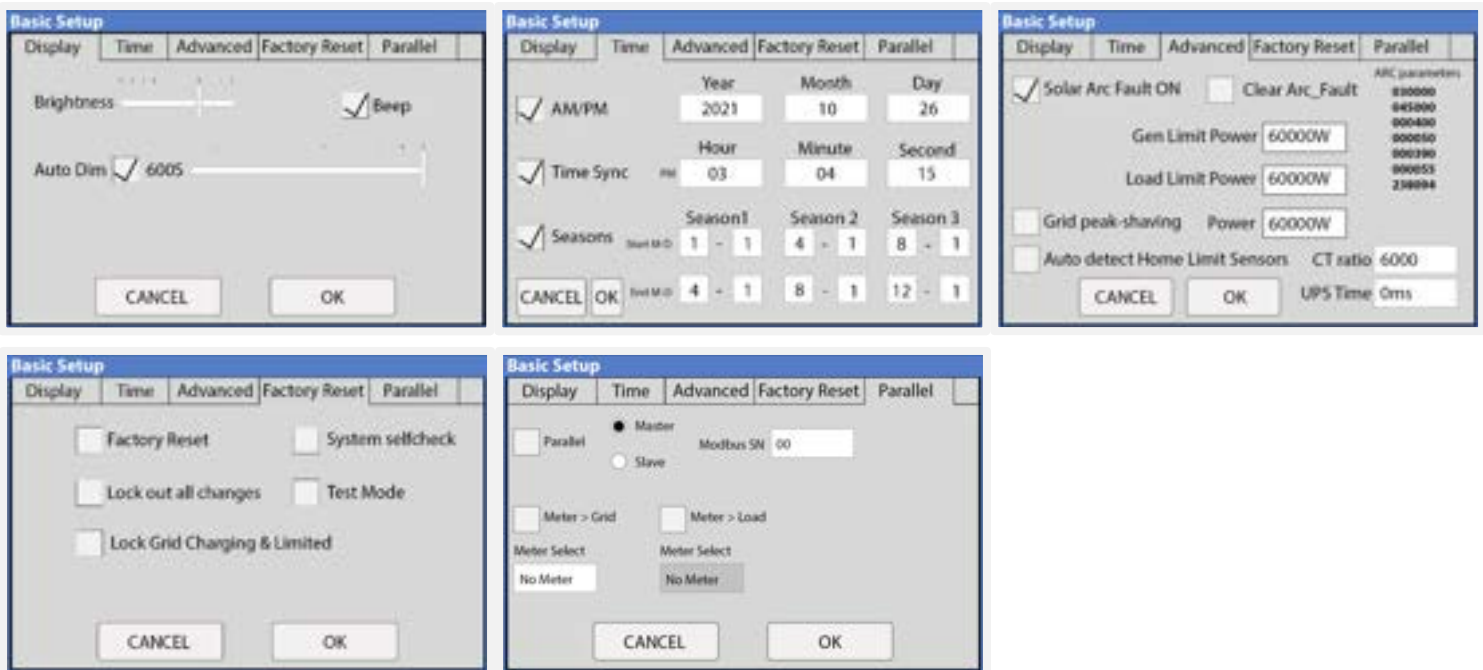 Basic Setup
Display Time Advanced Factory Reset Parallel
Brightness Beep
Auto Dim 600S
CANCEL OK
Basic Setup
Display Time Advanced Factory Reset Parallel
Year Month Day
AM/PM 2021 10 26
Hour Minute Second
Time Sync PM 03 04 15
Season1 Season 2 Season 3
Seasons Start M-D 1 - 1 4 - 1 8 - 1
CANCEL OK End M-D 4 - 1 8 - 1 12 - 1
Basic Setup
Display Time Advanced Factory Reset Parallel
ARC parameters
Solar Arc Fault ON Clear Arc_Fault 030000
045000
000400
Gen Limit Power 60000W 000050
000390
000055
Load Limit Power 60000W 238094
Grid peak-shaving Power 60000W
Auto detect Home Limit Sensors CT ratio 6000
CANCEL OK UPS Time 0ms
Basic Setup
Display Time Advanced Factory Reset Parallel
Factory Reset System selfcheck
Lock out all changes Test Mode
Lock Grid Charging & Limited
CANCEL OK
Basic Setup
Display Time Advanced Factory Reset Parallel
Parallel Master Modbus SN 00
Slave
Meter > Grid Meter > Load
Meter Select Meter Select
No Meter No Meter
CANCEL OK